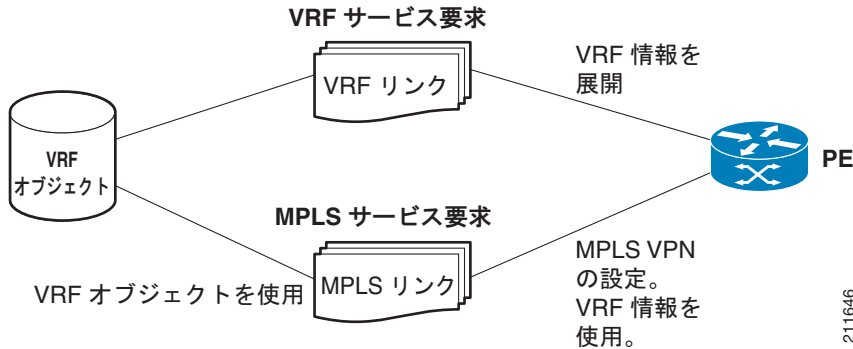 VRF サービス要求
VRF リンク
VRF 情報を
展開
VRF
オブジェクト
PE
MPLS サービス要求
VRF オブジェクトを使用
MPLS リンク
MPLS VPN
の設定。
VRF 情報を
使用。
211646